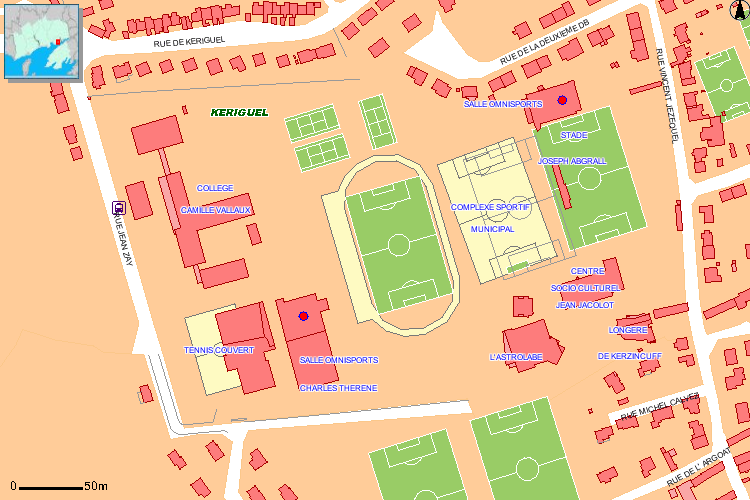 RUE DE KERIGUEL
RUE DE LA DEUXIEME DB
RUE VINCENT JEZEQUEL
KERIGUEL
SALLE OMNISPORTS
STADE
JOSEPH ABGRALL
COLLEGE
CAMILLE VALLAUX
COMPLEXE SPORTIF
MUNICIPAL
RUE JEAN ZAY
CENTRE
SOCIO CULTUREL
JEAN JACOLOT
LONGERE
DE KERZINCUFF
TENNIS COUVERT
SALLE OMNISPORTS
CHARLES THERENE
L'ASTROLABE
RUE MICHEL CALVEZ
RUE DE L' ARGOAT
0 50m